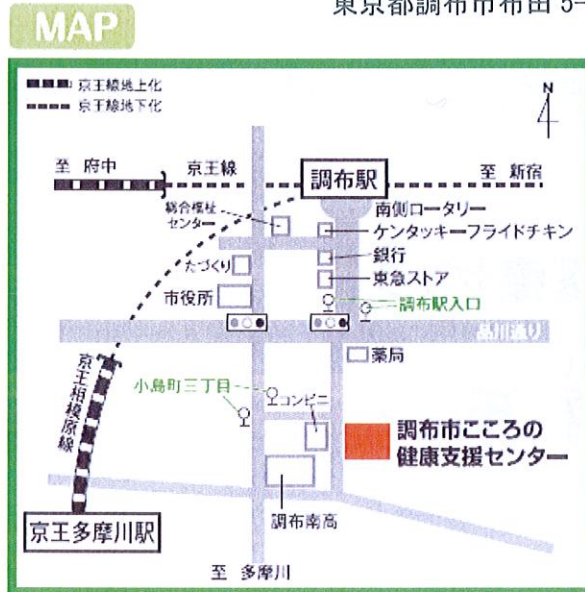 東京都調布市布田 5-
MAP
京王線地上化
京王線地下化
N
至 府中
京王線
調布駅
至 新宿
総合福祉
センター
南側ロータリー
ケンタッキーフライドチキン
たづくり
銀行
東急ストア
市役所
調布駅入口
品川通り
薬局
京王相模原線
小島町三丁目
コンビニ
調布市こころの
健康支援センター
京王多摩川駅
調布南高
至 多摩川